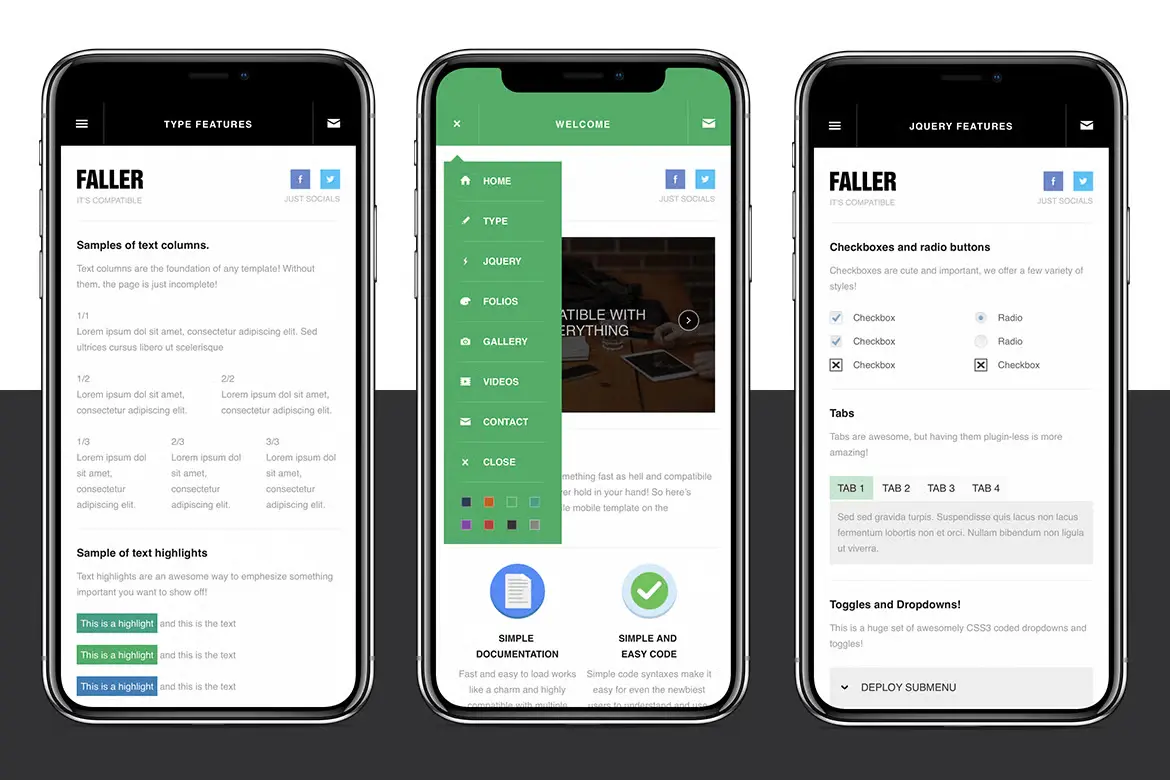 TYPE FEATURES
FALLER
IT'S COMPATIBLE
f
JUST SOCIALS
Samples of text columns.
Text columns are the foundation of any template! Without
them, the page is just incomplete!
1/1
Lorem ipsum dol sit amet, consectetur adipiscing elit. Sed
ultrices cursus libero ut scelerisque
1/2
Lorem ipsum dol sit amet,
consectetur adipiscing elit.
2/2
Lorem ipsum dol sit amet,
consectetur adipiscing elit.
1/3
Lorem ipsum dol
sit amet,
consectetur
adipiscing elit.
2/3
Lorem ipsum dol
sit amet,
consectetur
adipiscing elit.
3/3
Lorem ipsum dol
sit amet,
consectetur
adipiscing elit.
Sample of text highlights
Text highlights are an awesome way to emphesize something
important you want to show off!
This is a highlight and this is the text
This is a highlight and this is the text
This is a highlight and this is the text
WELCOME
f
JUST SOCIALS
HOME
TYPE
JQUERY
FOLIOS
GALLERY
VIDEOS
CONTACT
CLOSE
ATIBLE WITH
ERYTHING
mething fast as hell and compatible
ver hold in your hand! So here's
le mobile template on the
SIMPLE
DOCUMENTATION
Fast and easy to load works
like a charm and highly
compatible with multiple
SIMPLE AND
EASY CODE
Simple code syntaxes make it
easy for even the newbiest
users to understand and use
JQUERY FEATURES
FALLER
IT'S COMPATIBLE
f
JUST SOCIALS
Checkboxes and radio buttons
Checkboxes are cute and important, we offer a few variety of
styles!
Checkbox Radio
Checkbox Radio
Checkbox Checkbox
Tabs
Tabs are awesome, but having them plugin-less is more
amazing!
TAB 1 TAB 2 TAB 3 TAB 4
Sed sed gravida turpis. Suspendisse quis lacus non lacus
fermentum lobortis non et orci. Nullam bibendum non ligula
ut viverra.
Toggles and Dropdowns!
This is a huge set of awesomely CSS3 coded dropdowns and
toggles!
DEPLOY SUBMENU